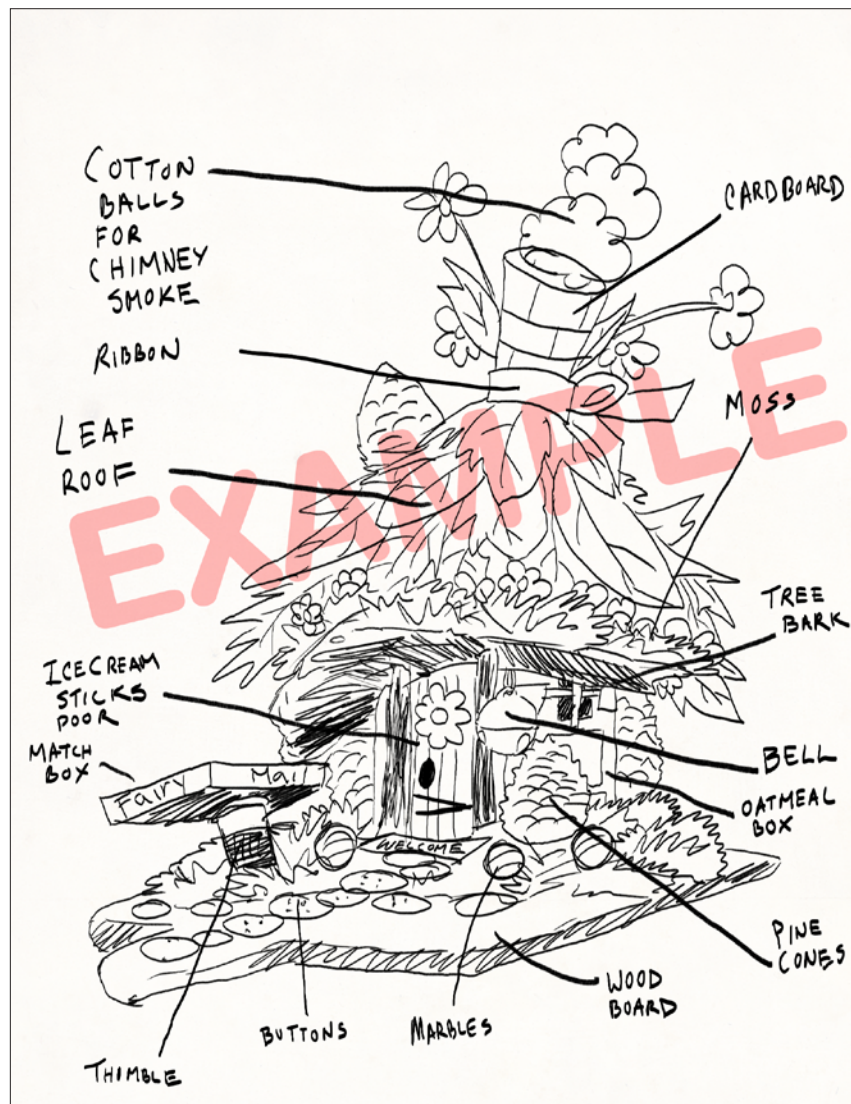 COTTON
BALLS
FOR
CHIMNEY
SMOKE
CARDBOARD
RIBBON
MOSS
LEAF
ROOF
EXAMPLE
TREE
BARK
ICECREAM
STICKS
DOOR
MATCH
BOX
Fairy Mail
BELL
OATMEAL
BOX
WELCOME
PINE
CONES
WOOD
BOARD
BUTTONS
MARBLES
THIMBLE